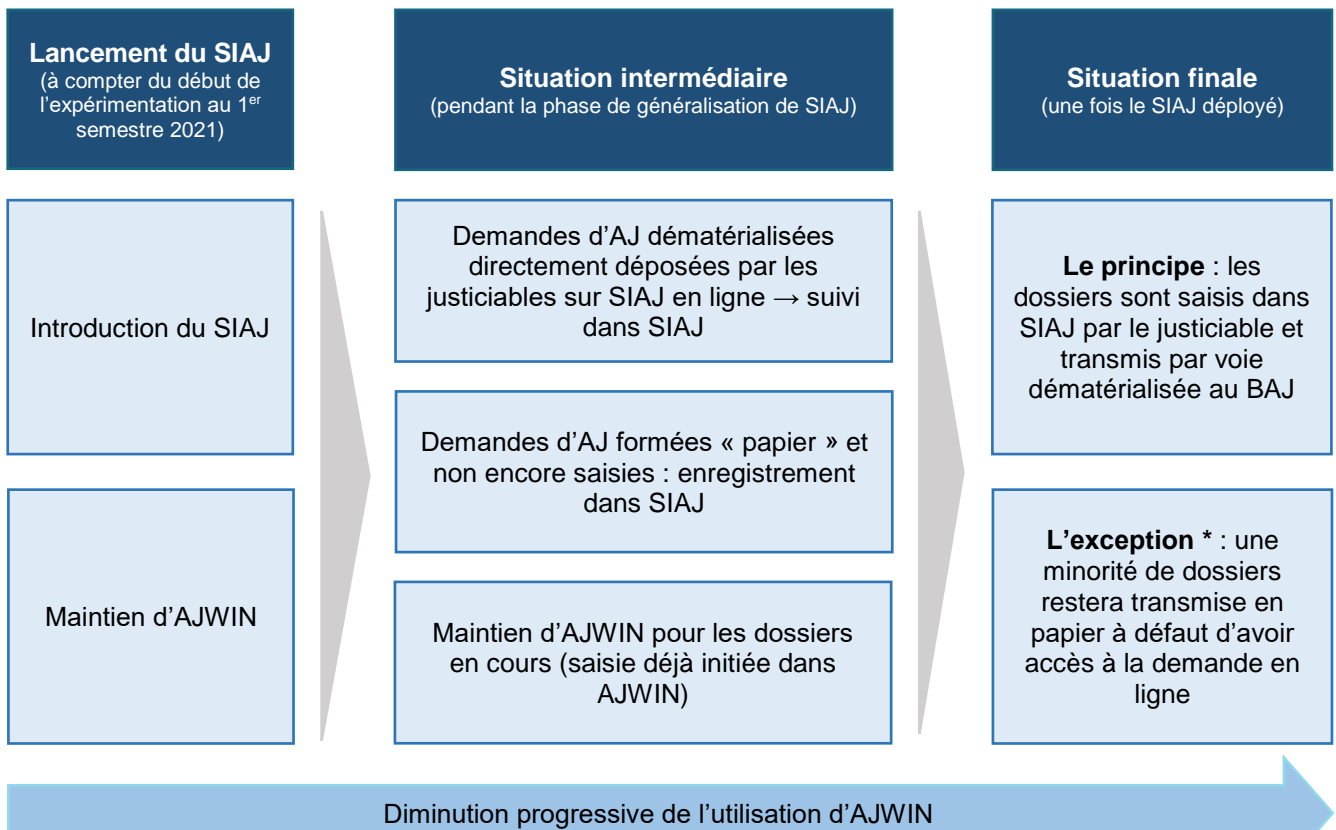 Lancement du SIAJ
(à compter du début de
l’expérimentation au 1er
semestre 2021)
Situation intermédiaire
(pendant la phase de généralisation de SIAJ)
Situation finale
(une fois le SIAJ déployé)
Introduction du SIAJ
Maintien d’AJWIN
Demandes d’AJ dématérialisées
directement déposées par les
justiciables sur SIAJ en ligne → suivi
dans SIAJ
Demandes d’AJ formées « papier » et
non encore saisies : enregistrement
dans SIAJ
Maintien d’AJWIN pour les dossiers
en cours (saisie déjà initiée dans
AJWIN)
Le principe : les
dossiers sont saisis dans
SIAJ par le justiciable et
transmis par voie
dématérialisée au BAJ
L’exception * : une
minorité de dossiers
restera transmise en
papier à défaut d’avoir
accès à la demande en
ligne
Diminution progressive de l’utilisation d’AJWIN